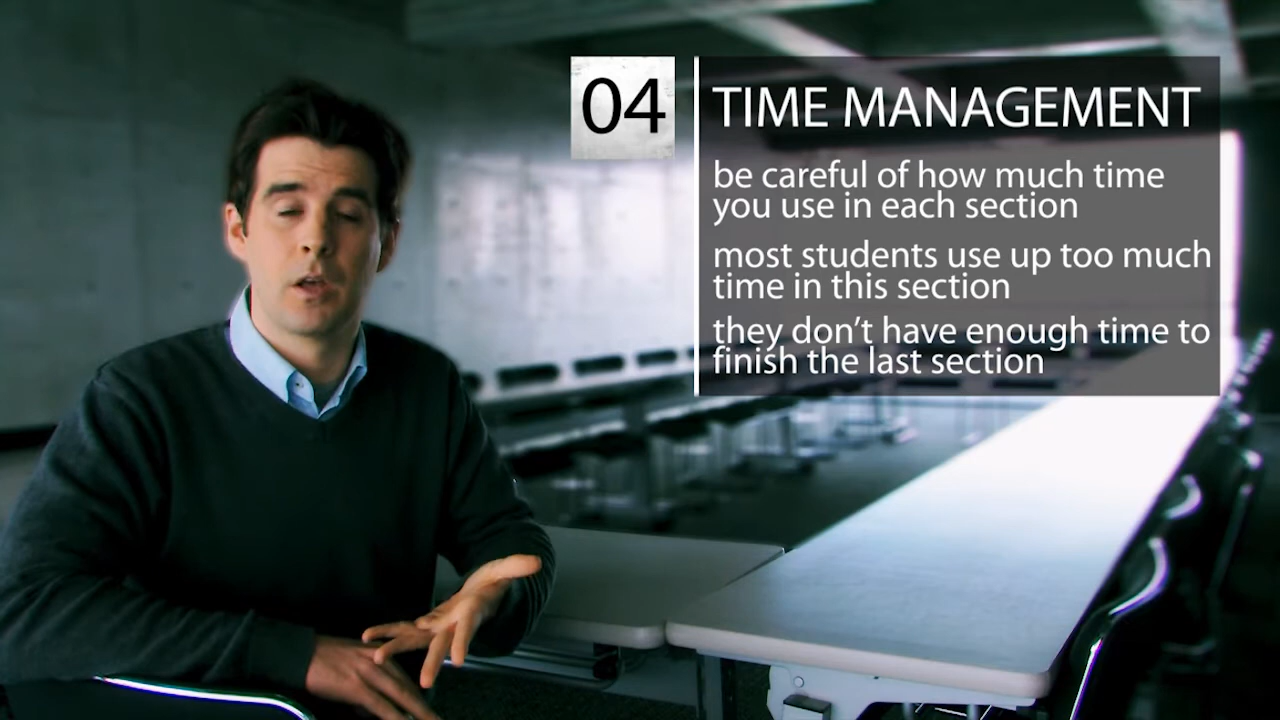 04
TIME MANAGEMENT
be careful of how much time
you use in each section
most students use up too much
time in this section
they don't have enough time to
finish the last section